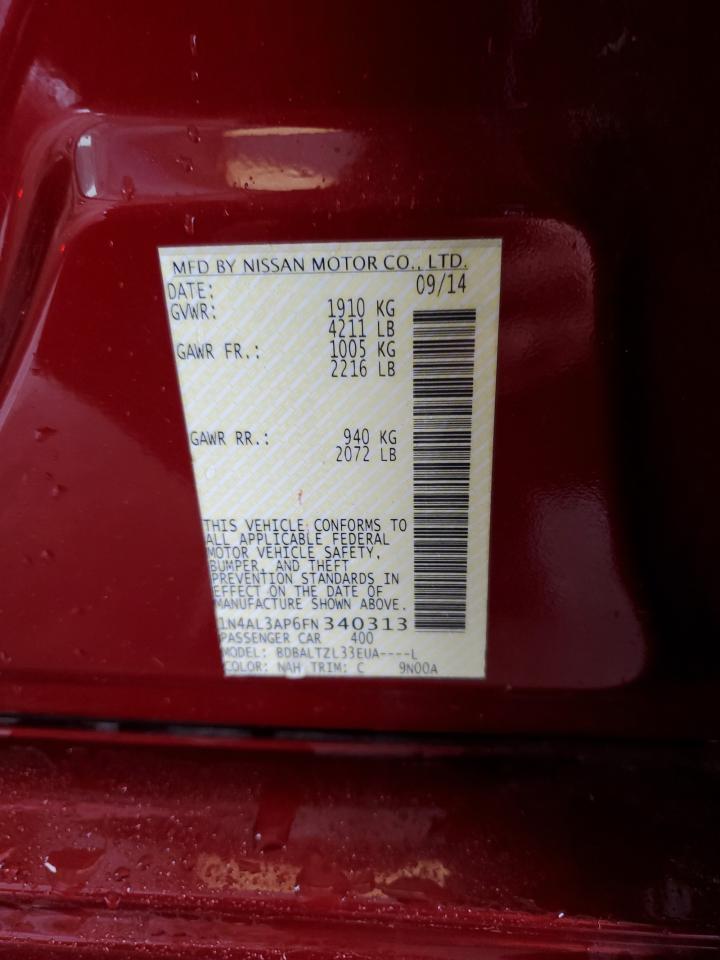 MFD BY NISSAN MOTOR CO., LTD.
DATE: 09/14
GVWR: 1910 KG
4211 LB
GAWR FR.: 1005 KG
2216 LB
GAWR RR.: 940 KG
2072 LB
THIS VEHICLE CONFORMS TO
ALL APPLICABLE FEDERAL
MOTOR VEHICLE SAFETY,
BUMPER, AND THEFT
PREVENTION STANDARDS IN
EFFECT ON THE DATE OF
MANUFACTURE SHOWN ABOVE.
1N4AL3AP6FN340313
PASSENGER CAR 400
MODEL: BDBALTZL33EUA----L
COLOR: NAH TRIM: C 9N00A